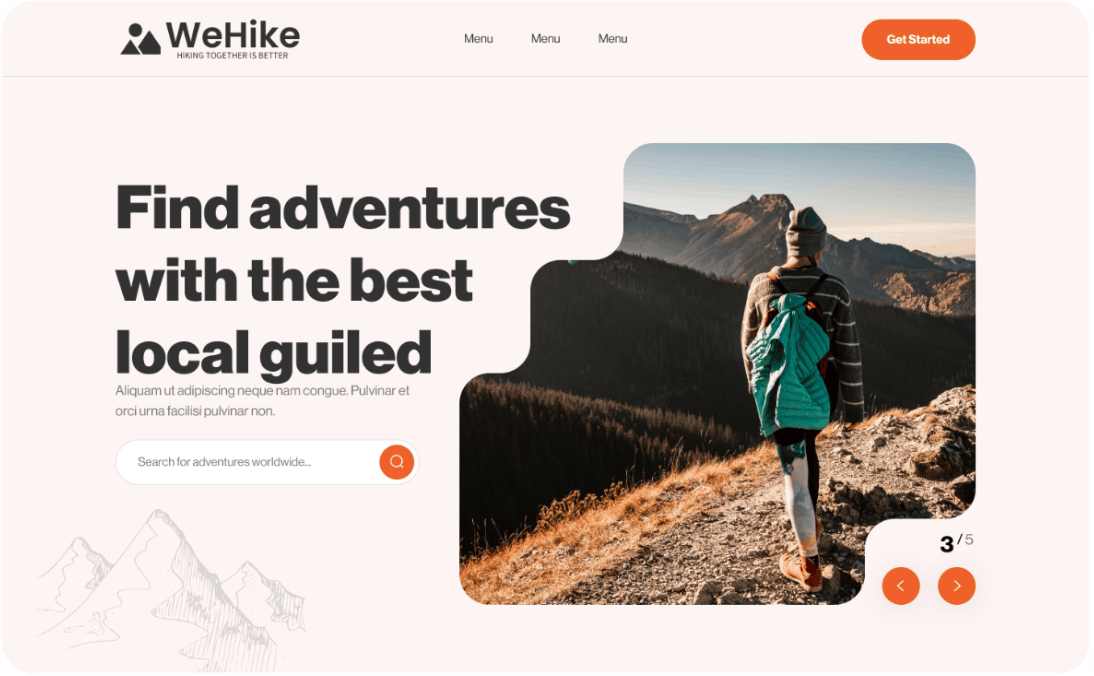 WeHike
HIKING TOGETHER IS BETTER
Menu
Menu
Menu
Get Started
Find adventures
with the best
local guiled
Aliquam ut adipiscing neque nam congue. Pulvinar et
orci urna facilisi pulvinar non.
Search for adventures worldwide...
3 / 5